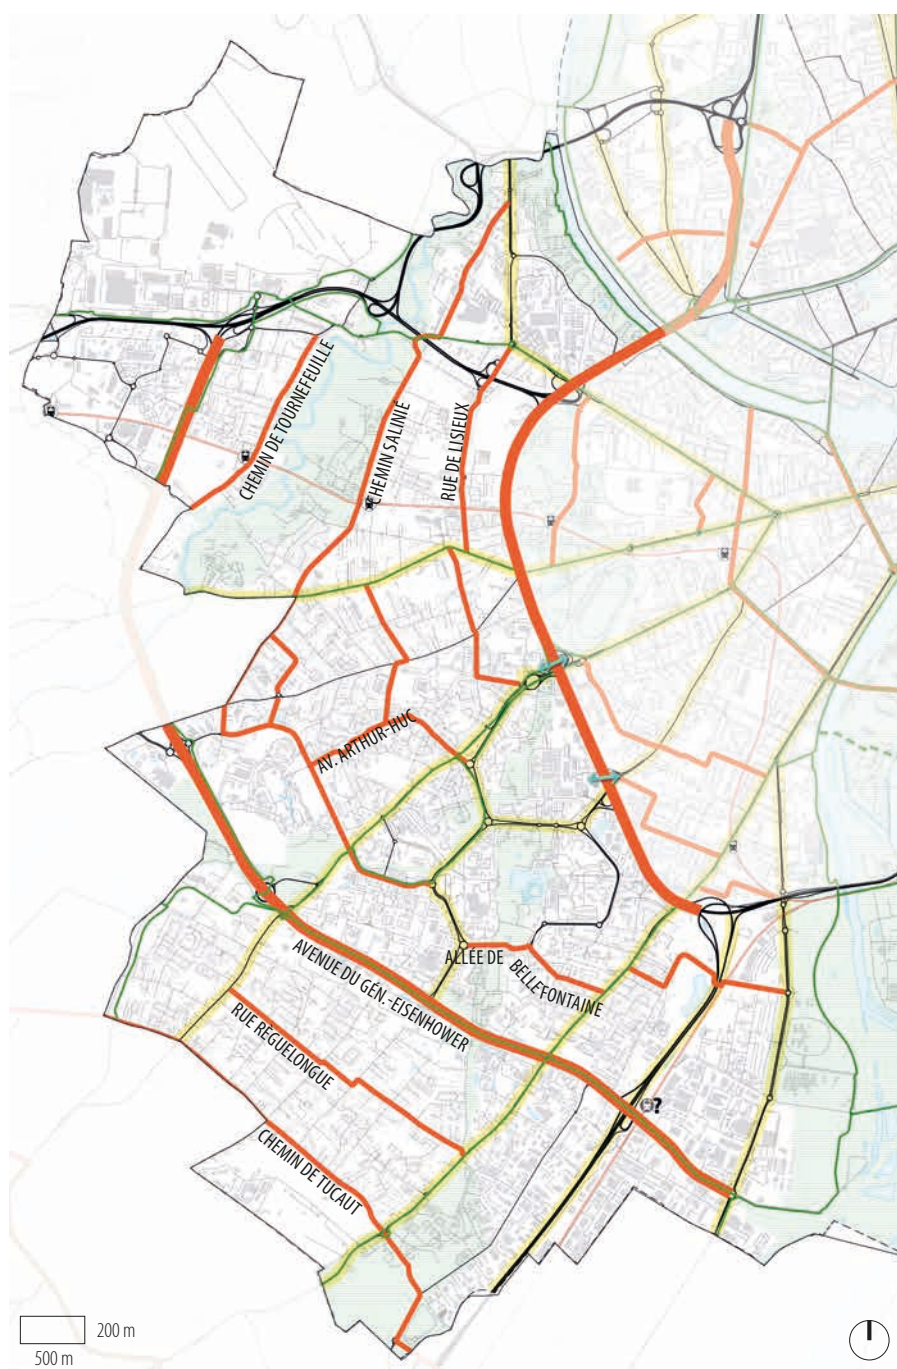 CHEMIN DE TOURNEFEUILLE
CHEMIN SALINIÉ
RUE DE LISIEUX
AV. ARTHUR-HUC
ALLÉE DE
BELLEFONTAINE
AVENUE DU GÉN.-EISENHOWER
RUE RÈGUELONGUE
?
CHEMIN DE TUCAUT
200 m
500 m